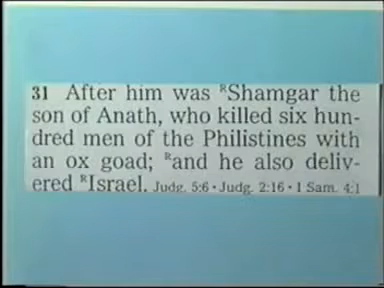 31 After him was ᴿShamgar the
son of Anath, who killed six hun-
dred men of the Philistines with
an ox goad; ᴿand he also deliv-
ered ᴿIsrael. Judg. 5:6 · Judg. 2:16 · 1 Sam. 4:1